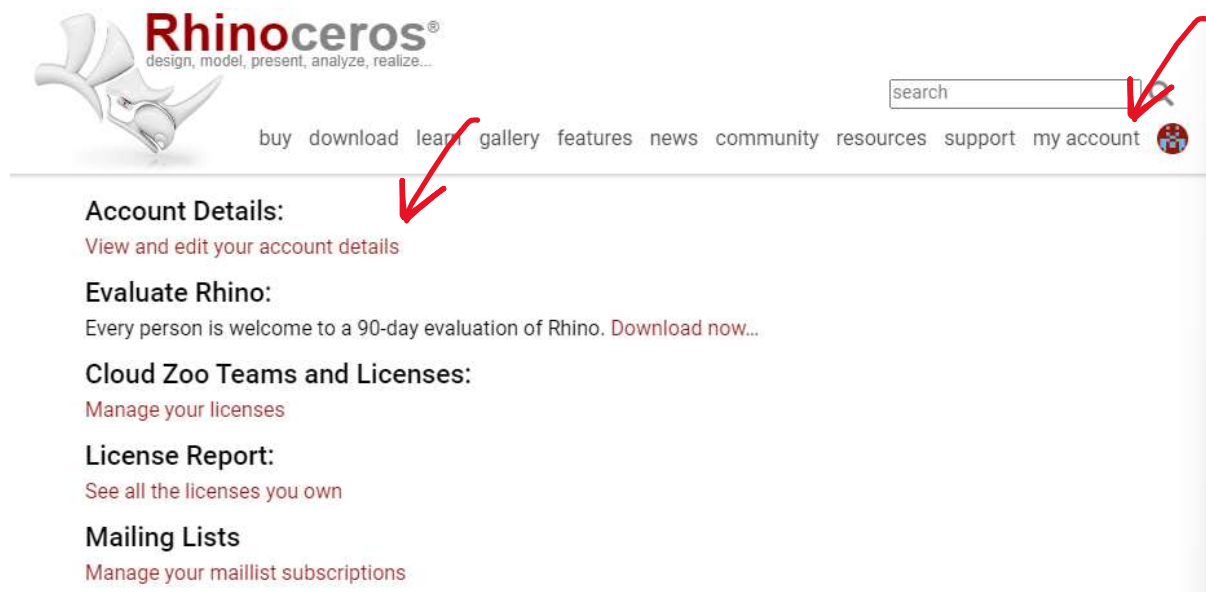 Rhinoceros®
design, model, present, analyze, realize...
search
buy download learn gallery features news community resources support my account
Account Details:
View and edit your account details
Evaluate Rhino:
Every person is welcome to a 90-day evaluation of Rhino. Download now...
Cloud Zoo Teams and Licenses:
Manage your licenses
License Report:
See all the licenses you own
Mailing Lists
Manage your maillist subscriptions